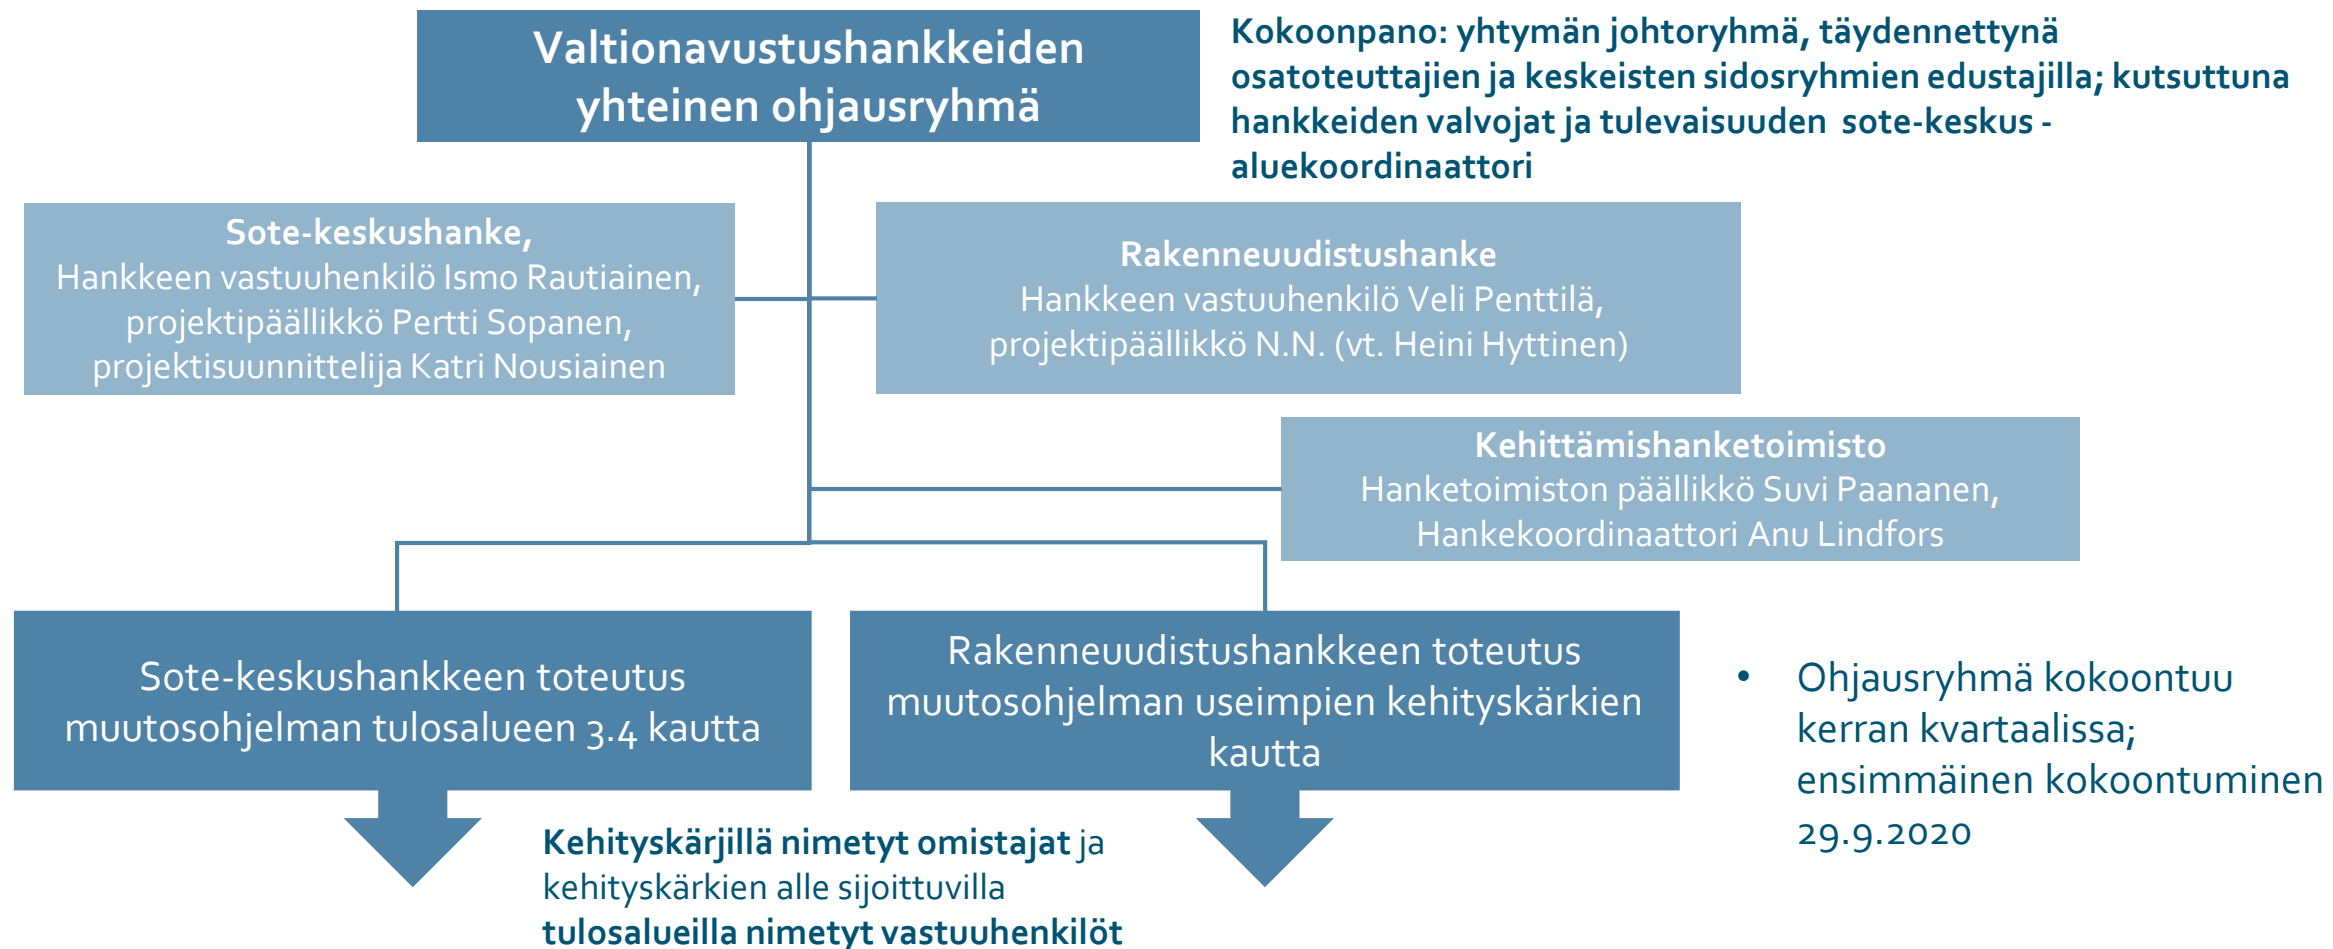 Valtionavustushankkeiden
yhteinen ohjausryhmä
Kokoonpano: yhtymän johtoryhmä, täydennettynä
osatoteuttajien ja keskeisten sidosryhmien edustajilla; kutsuttuna
hankkeiden valvojat ja tulevaisuuden sote-keskus -
aluekoordinaattori
Sote-keskushanke,
Hankkeen vastuuhenkilö Ismo Rautiainen,
projektipäällikkö Pertti Sopanen,
projektisuunnittelija Katri Nousiainen
Rakenneuudistushanke
Hankkeen vastuuhenkilö Veli Penttilä,
projektipäällikkö N.N. (vt. Heini Hyttinen)
Kehittämishanketoimisto
Hanketoimiston päällikkö Suvi Paananen,
Hankekoordinaattori Anu Lindfors
Sote-keskushankkeen toteutus
muutosohjelman tulosalueen 3.4 kautta
Rakenneuudistushankkeen toteutus
muutosohjelman useimpien kehityskärkien
kautta
• Ohjausryhmä kokoontuu
kerran kvartaalissa;
ensimmäinen kokoontuminen
29.9.2020
Kehityskärjillä nimetyt omistajat ja
kehityskärkien alle sijoittuvilla
tulosalueilla nimetyt vastuuhenkilöt